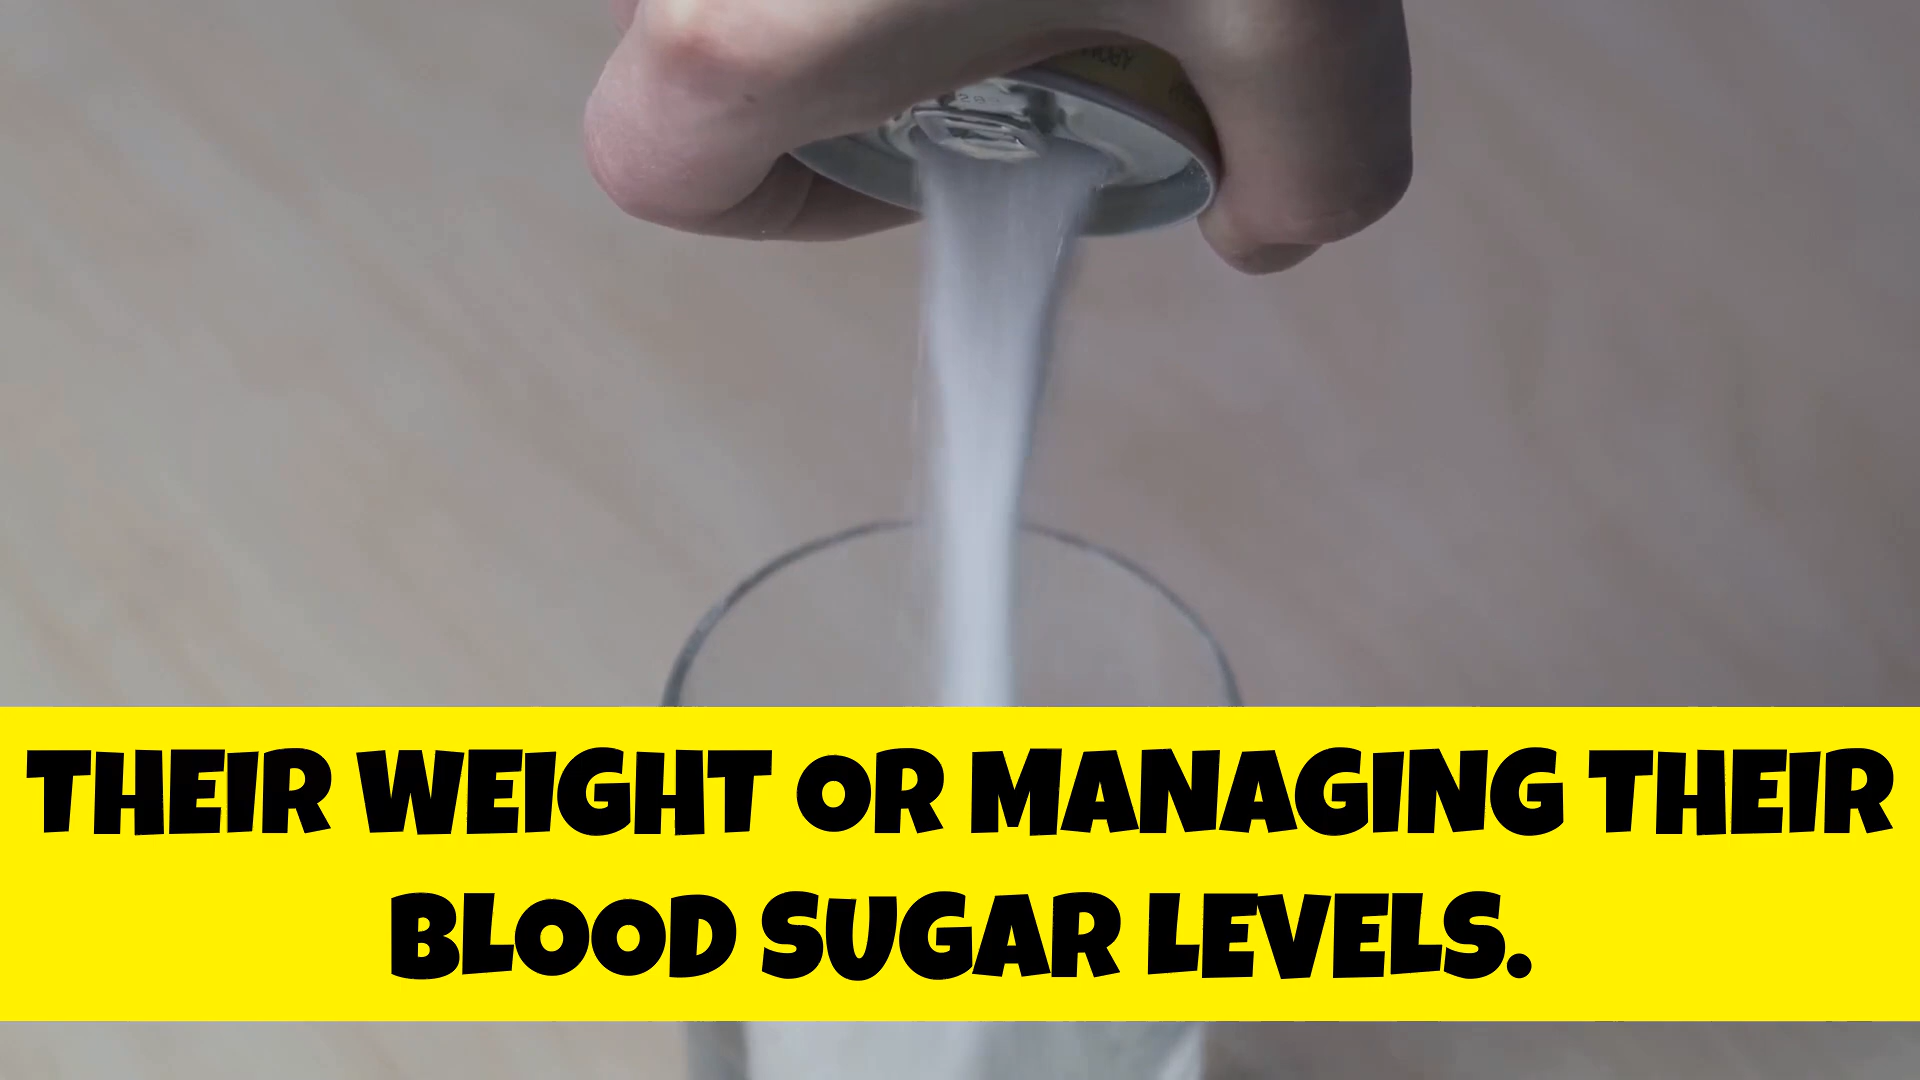 THEIR WEIGHT OR MANAGING THEIR
BLOOD SUGAR LEVELS.